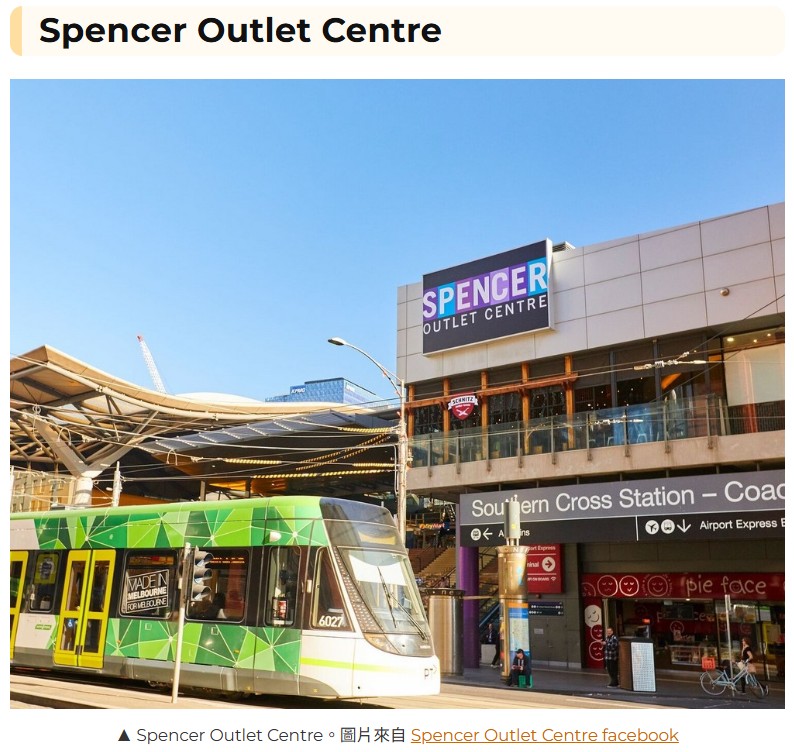 Spencer Outlet Centre
SPENCER
OUTLET CENTRE
SCHNITZ
Southern Cross Station – Coac
Airport Express B
MADE IN
MELBOURNE
FOR MELBOURNE
6027
pie face
▲ Spencer Outlet Centre。圖片來自 Spencer Outlet Centre facebook